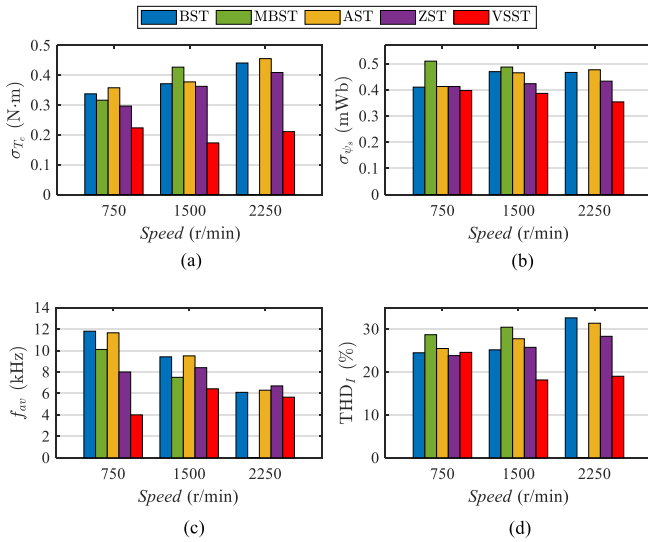 BST MBST AST ZST VSST
0.5
0.4
0.3
0.2
0.1
0
σ_{T_e} (N·m)
750 1500 2250
Speed (r/min)
(a)
0.5
0.4
0.3
0.2
0.1
0
σ_{ψ_s} (mWb)
750 1500 2250
Speed (r/min)
(b)
14
12
10
8
6
4
2
0
f_{av} (kHz)
750 1500 2250
Speed (r/min)
(c)
30
20
10
0
THD_I (%)
750 1500 2250
Speed (r/min)
(d)